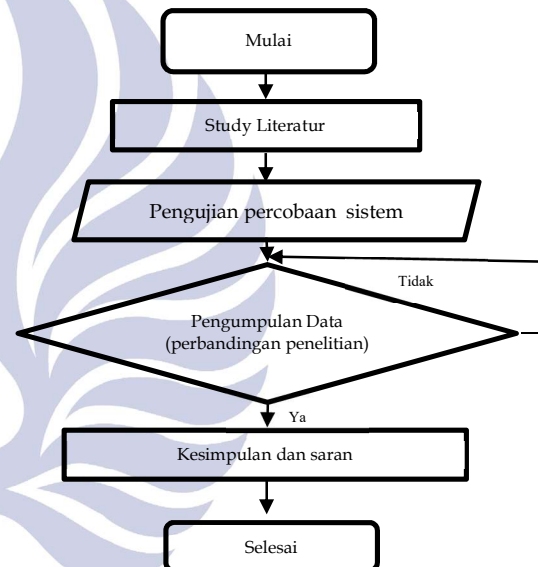 Mulai
Study Literatur
Pengujian percobaan sistem
Tidak
Pengumpulan Data
(perbandingan penelitian)
Ya
Kesimpulan dan saran
Selesai